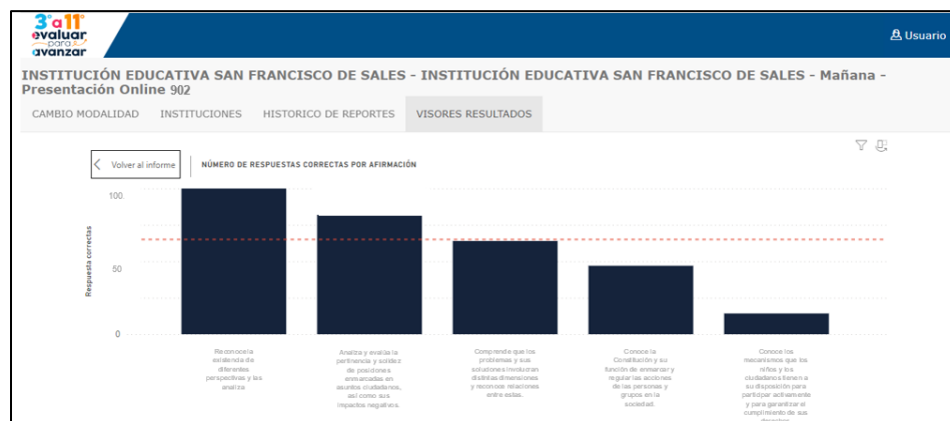 3°a11°
evaluar
para
avanzar
Usuario
INSTITUCIÓN EDUCATIVA SAN FRANCISCO DE SALES - INSTITUCIÓN EDUCATIVA SAN FRANCISCO DE SALES - Mañana -
Presentación Online 902
CAMBIO MODALIDAD INSTITUCIONES HISTORICO DE REPORTES VISORES RESULTADOS
Volver al informe NÚMERO DE RESPUESTAS CORRECTAS POR AFIRMACIÓN
Respuesta correctas
100.
50
0
Reconoce la
existencia de
diferentes
perspectivas y las
analiza
Analiza y evalúa la
pertinencia y solidez
de posiciones
enmarcadas en
asuntos ciudadanos,
así como sus
impactos negativos.
Comprende que los
problemas y sus
soluciones involucran
distintas dimensiones
y reconoce relaciones
entre estas.
Conoce la
Constitución y su
función de enmarcar y
regular las acciones
de las personas y
grupos en la
sociedad.
Conoce los
mecanismos que los
niños y los
ciudadanos tienen a
su disposición para
participar activamente
y para garantizar el
cumplimiento de sus